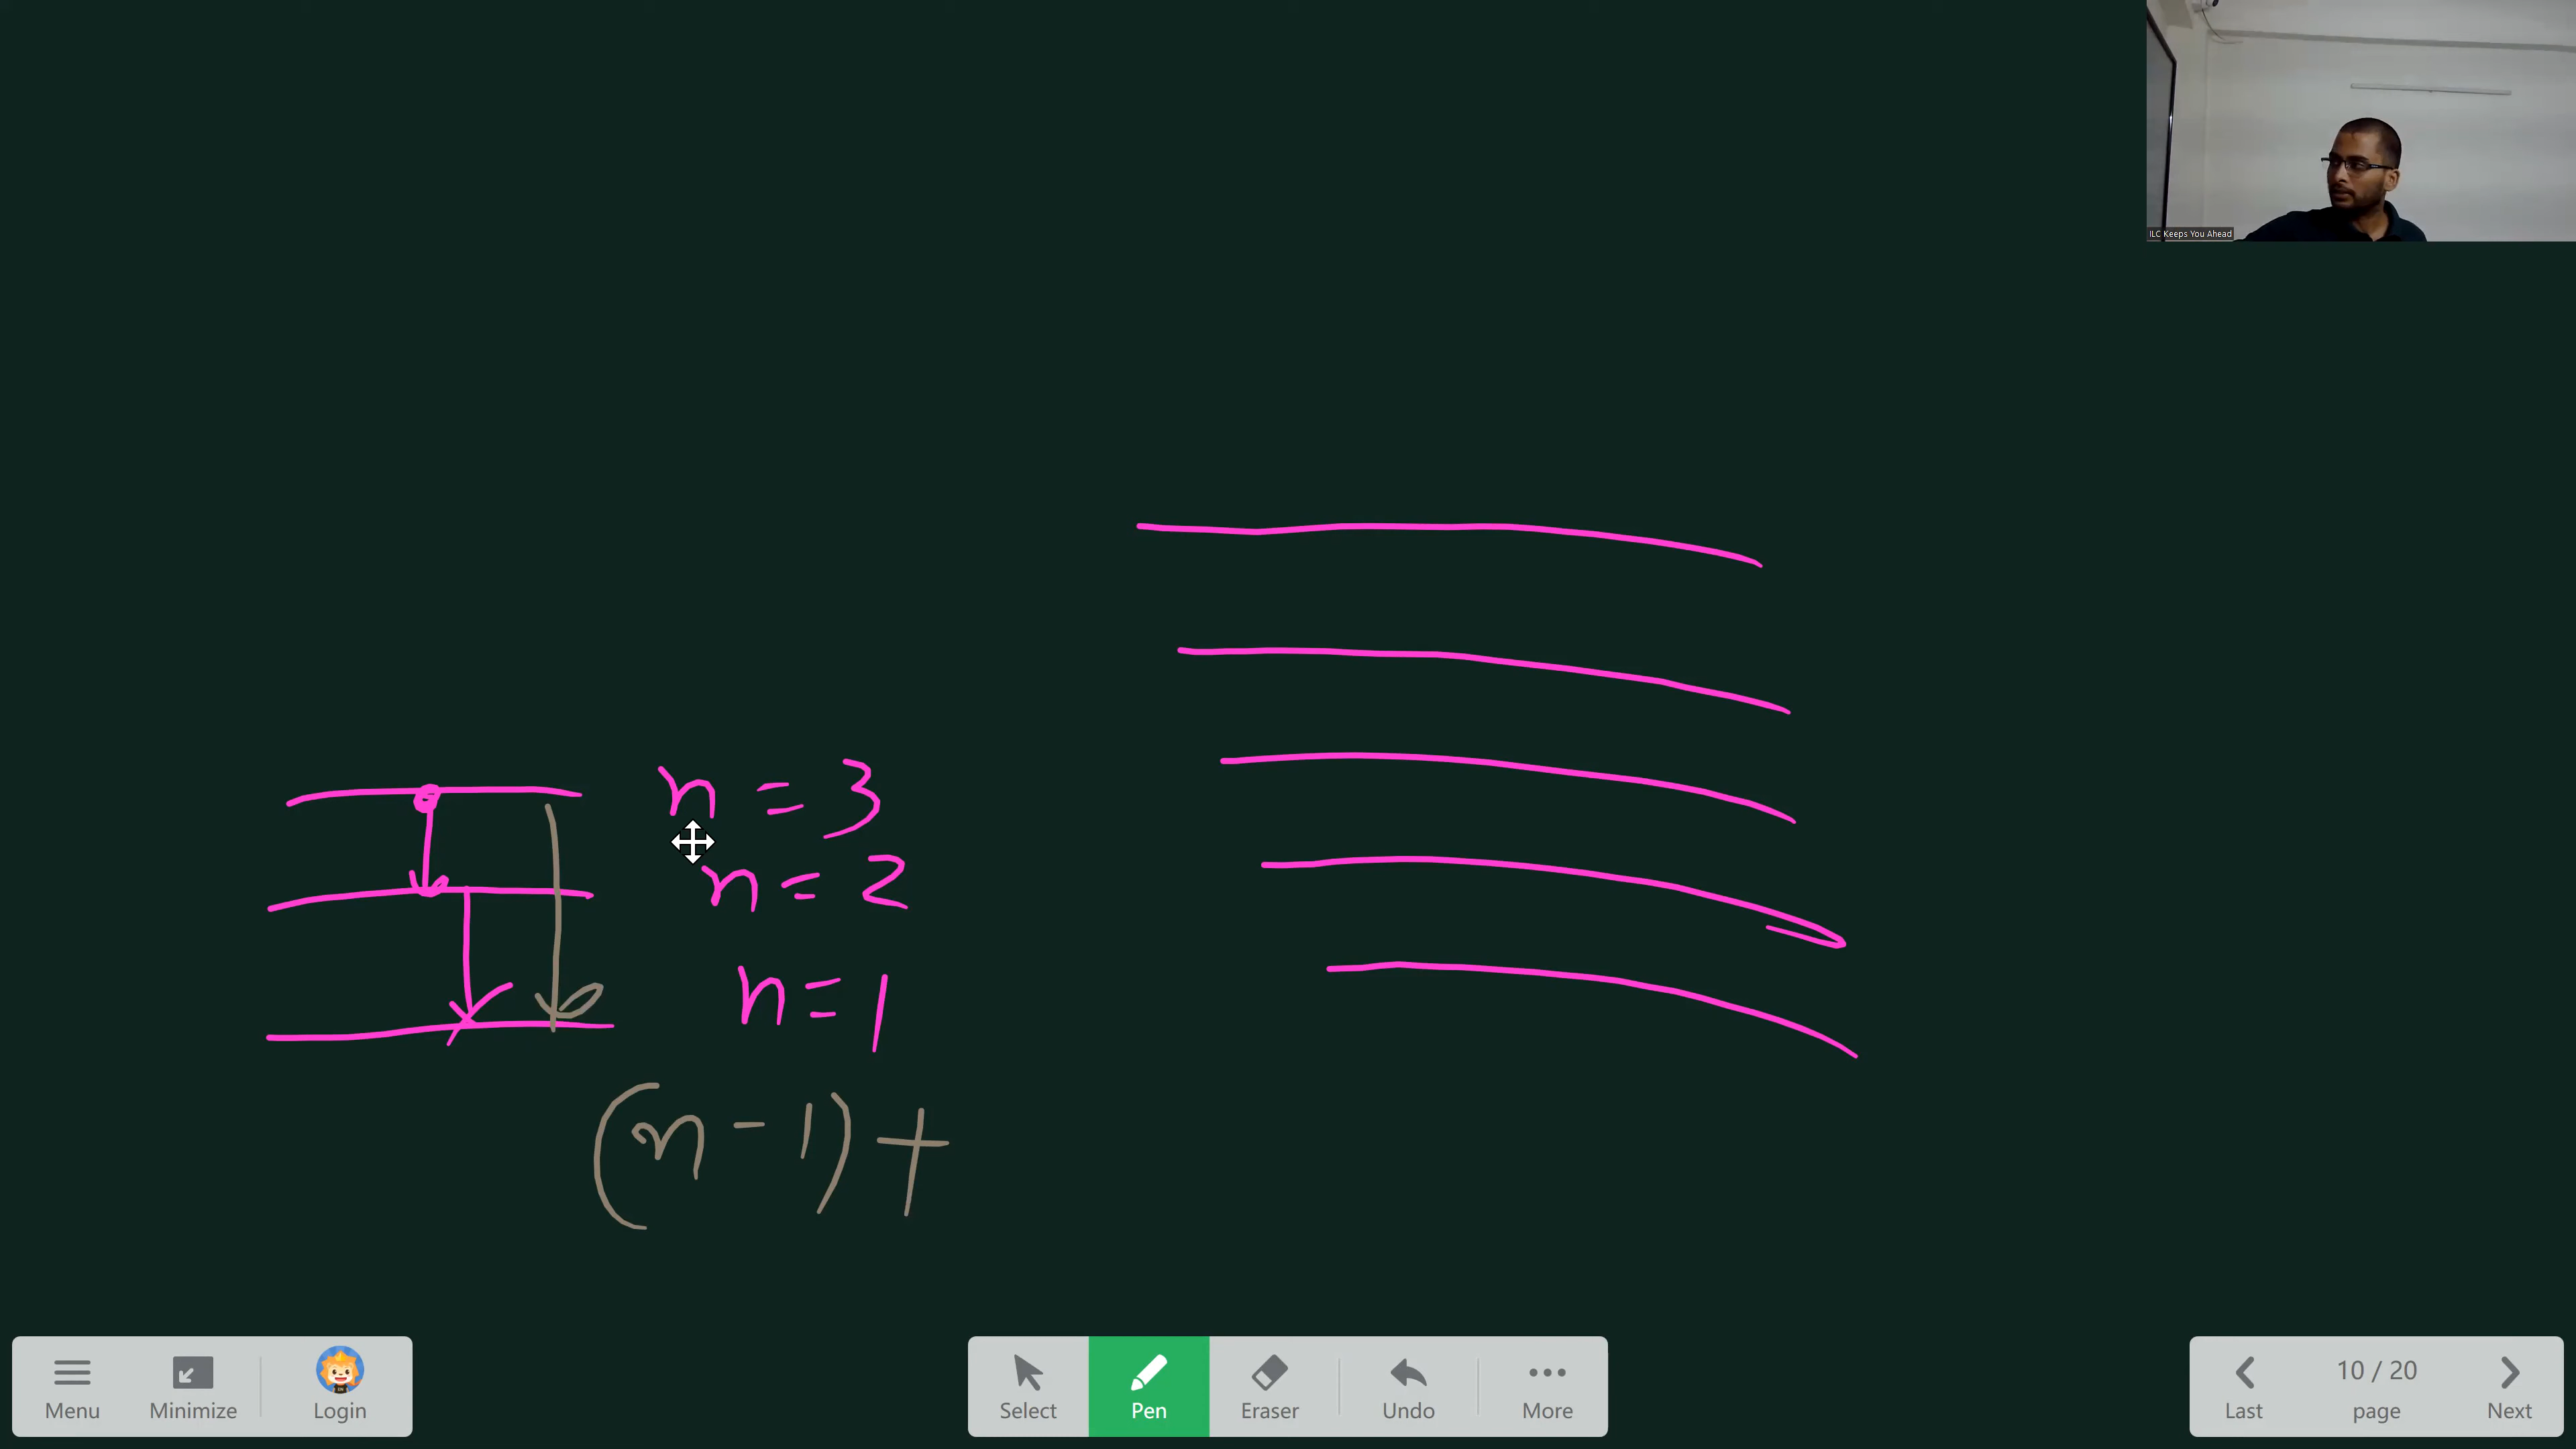 ILC Keeps You Ahead
n = 3
n = 2
n = 1
(n - 1) +
Menu
Minimize
Login
Select
Pen
Eraser
Undo
More
Last
10 / 20
page
Next